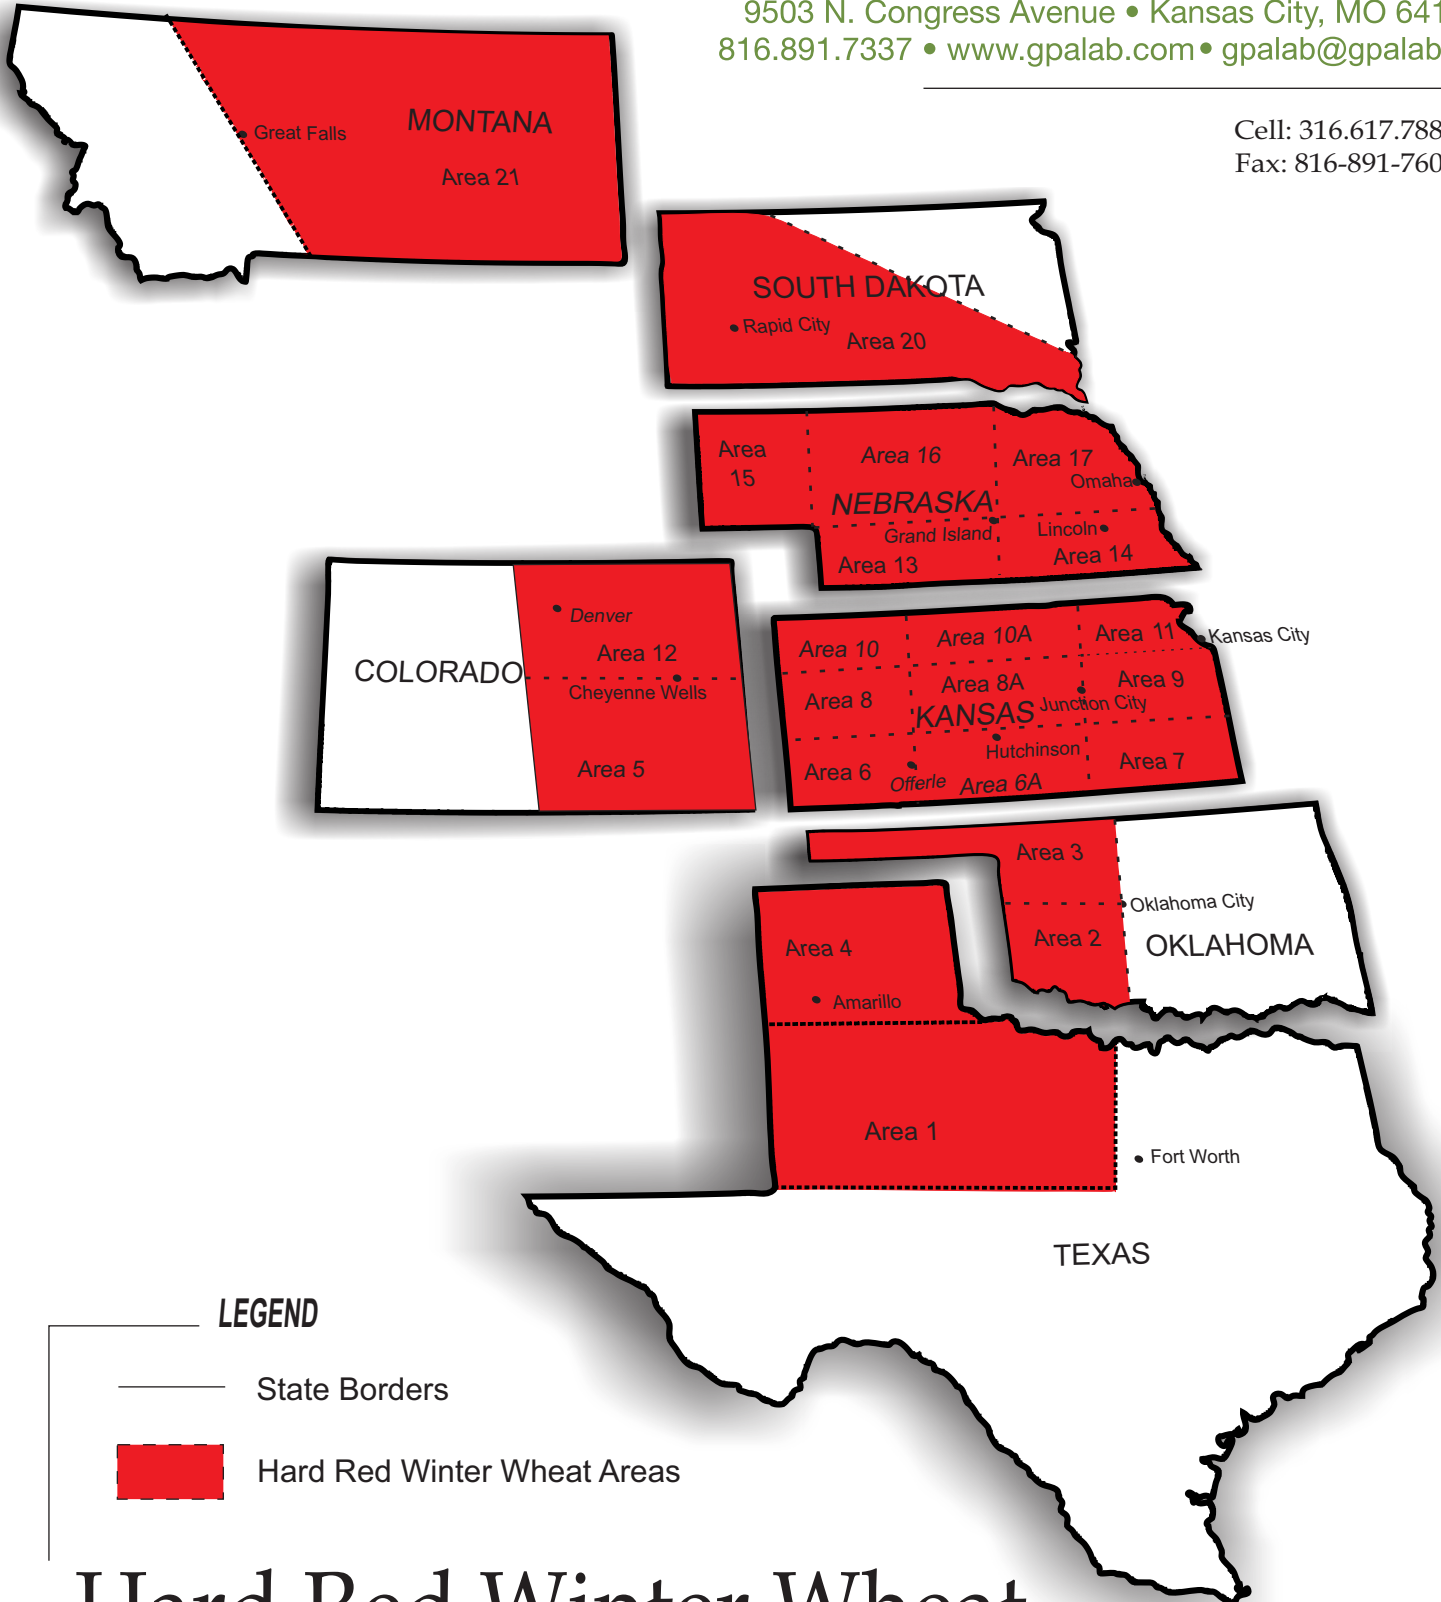 9503 N. Congress Avenue • Kansas City, MO 641
816.891.7337 • www.gpalab.com • gpalab@gpalab
Cell: 316.617.788
Fax: 816-891-760
MONTANA
Great Falls
Area 21
SOUTH DAKOTA
Rapid City
Area 20
Area
15
Area 16
Area 17
Omaha
NEBRASKA
Grand Island
Lincoln
Area 13
Area 14
Denver
Area 12
COLORADO
Cheyenne Wells
Area 5
Area 10
Area 10A
Area 11
Kansas City
Area 8
Area 8A
Area 9
KANSAS
Junction City
Hutchinson
Area 6
Offerle
Area 6A
Area 7
Area 3
Oklahoma City
Area 2
OKLAHOMA
Area 4
Amarillo
Area 1
Fort Worth
TEXAS
LEGEND
State Borders
Hard Red Winter Wheat Areas
Hard Red Winter Wheat